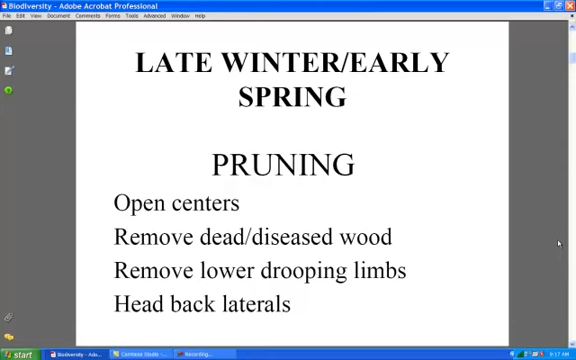 Biodiversity - Adobe Acrobat Professional
File Edit View Document Comments Forms Tools Advanced Window Help
LATE WINTER/EARLY
SPRING
PRUNING
Open centers
Remove dead/diseased wood
Remove lower drooping limbs
Head back laterals
start Biodiversity - Ado... Camtasia Studio - ... Recording... 9:17 AM